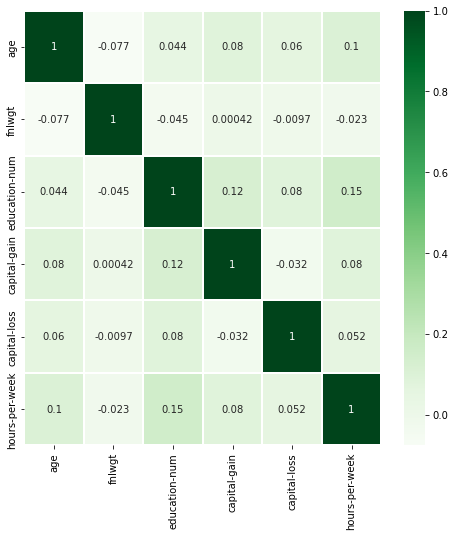 age 1 -0.077 0.044 0.08 0.06 0.1
fnlwgt -0.077 1 -0.045 0.00042 -0.0097 -0.023
education-num 0.044 -0.045 1 0.12 0.08 0.15
capital-gain 0.08 0.00042 0.12 1 -0.032 0.08
capital-loss 0.06 -0.0097 0.08 -0.032 1 0.052
hours-per-week 0.1 -0.023 0.15 0.08 0.052 1
age fnlwgt education-num capital-gain capital-loss hours-per-week
1.0
0.8
0.6
0.4
0.2
0.0